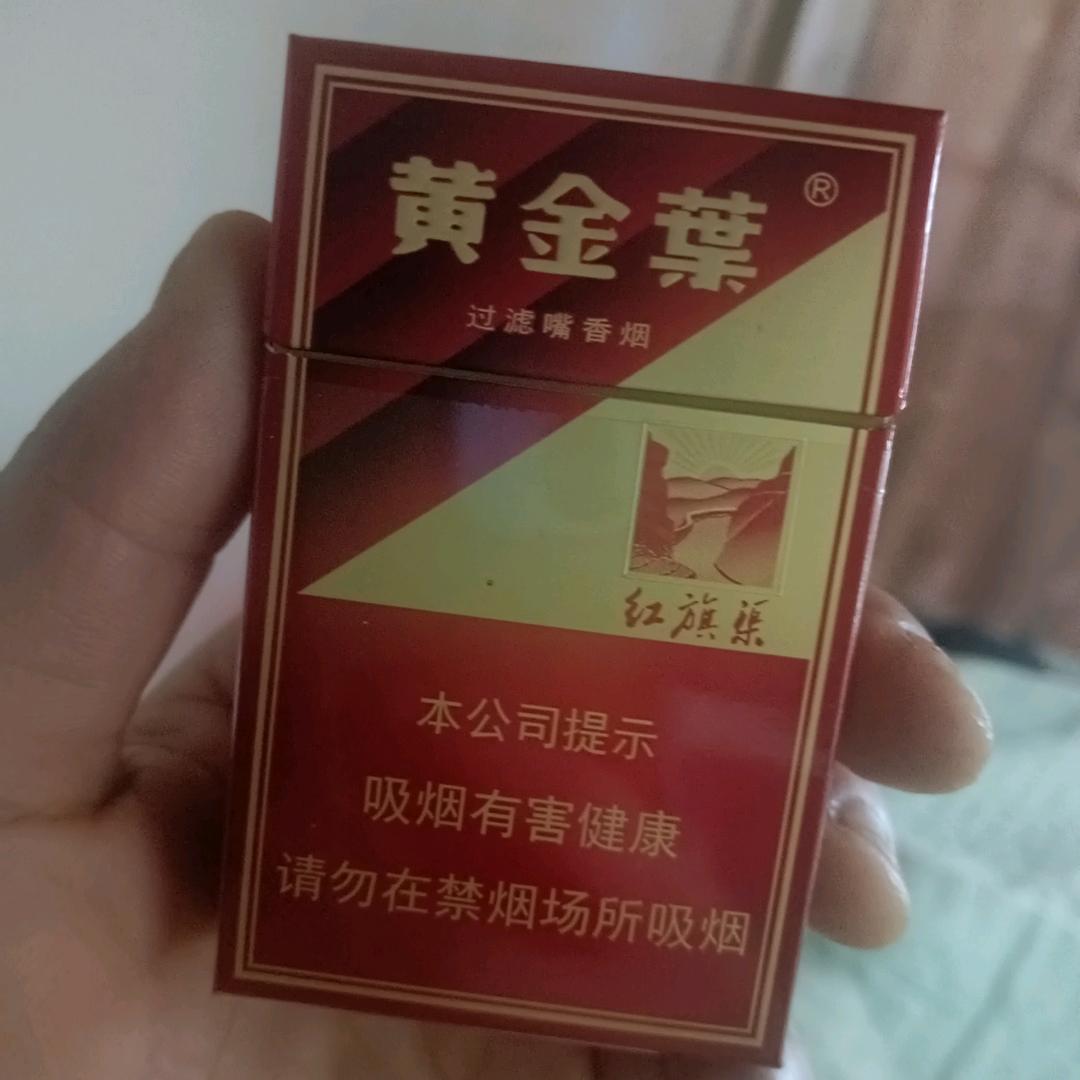 黄金葉®
过滤嘴香烟
红旗渠
本公司提示
吸烟有害健康
请勿在禁烟场所吸烟